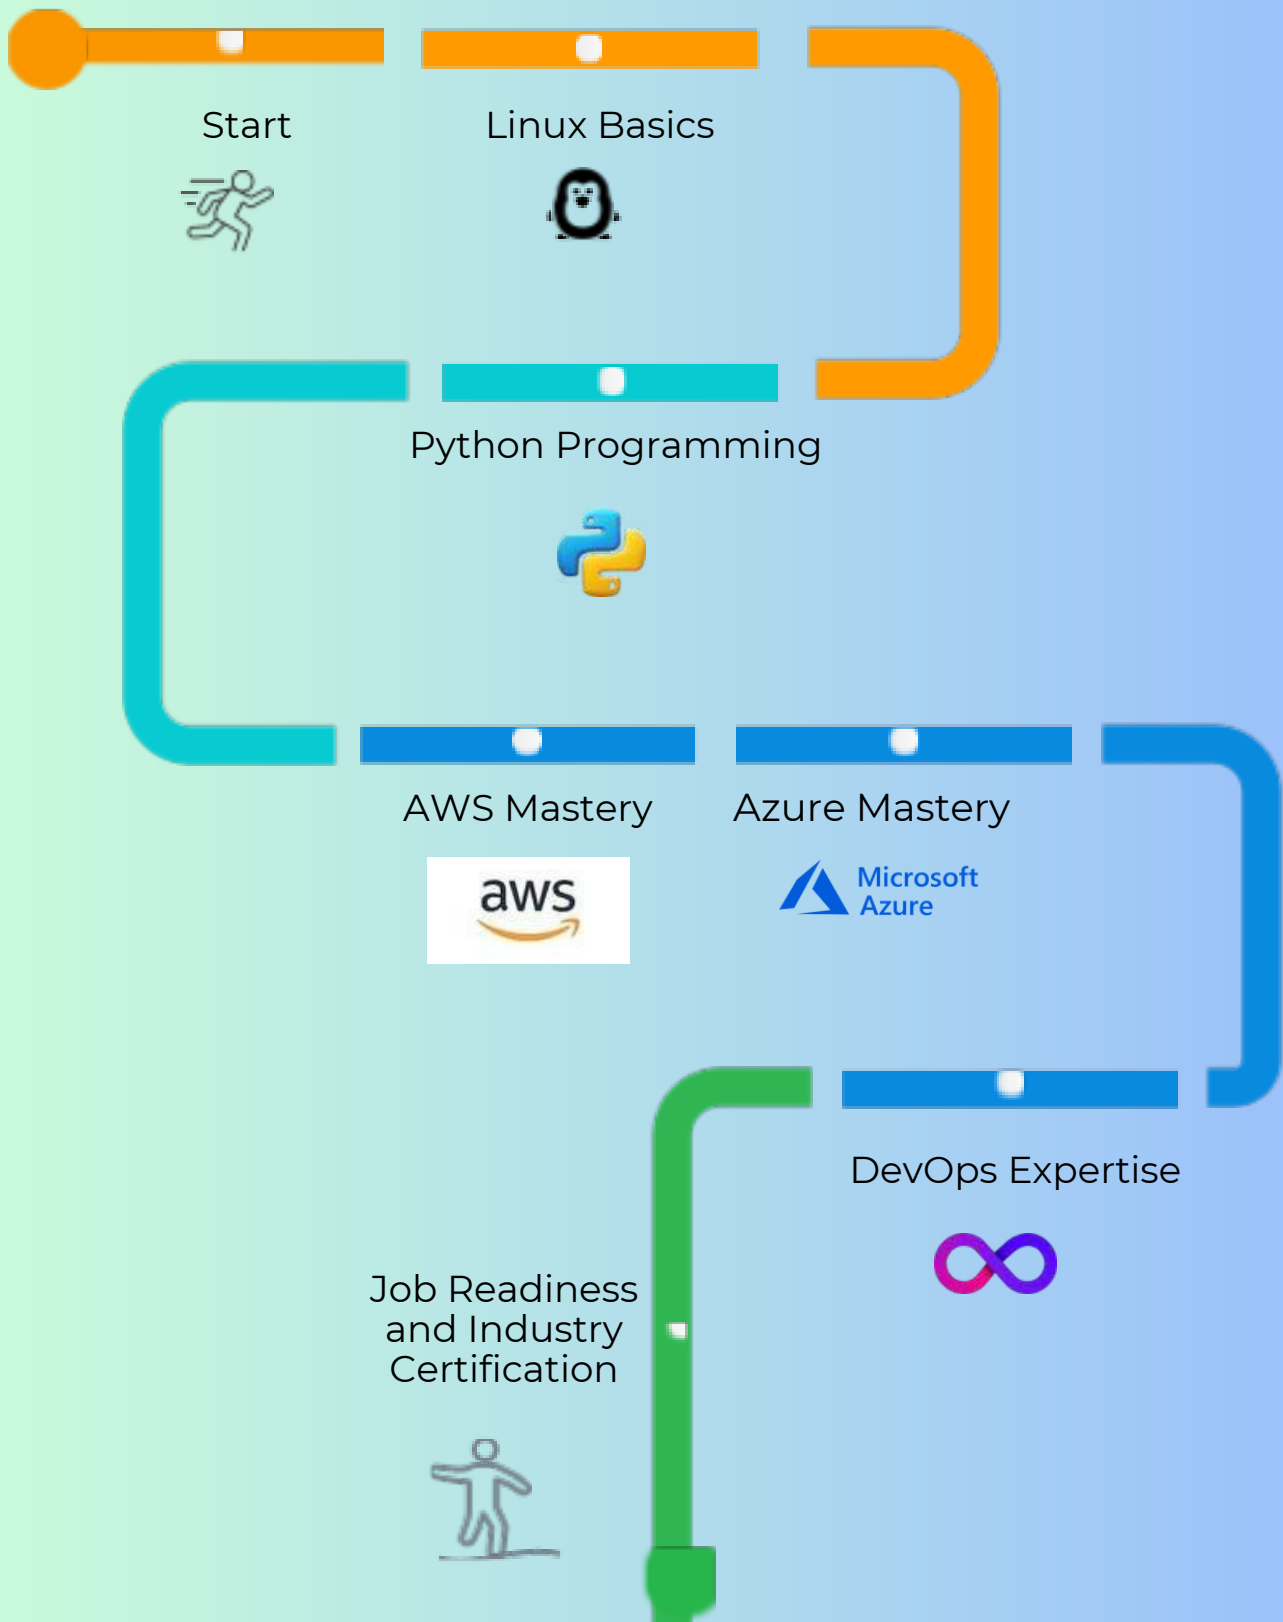 Start
Linux Basics
Python Programming
AWS Mastery
Azure Mastery
aws
Microsoft
Azure
DevOps Expertise
Job Readiness
and Industry
Certification